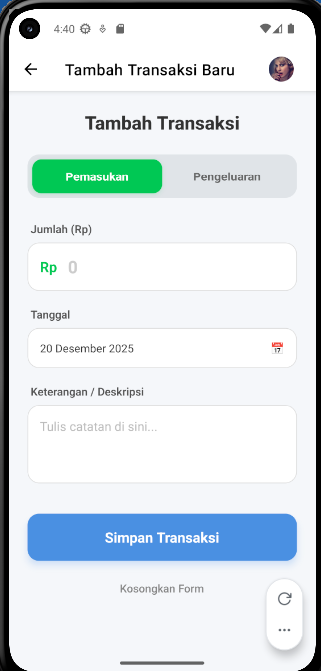 4:40
Tambah Transaksi Baru
Tambah Transaksi
Pemasukan
Pengeluaran
Jumlah (Rp)
Rp 0
Tanggal
20 Desember 2025
Keterangan / Deskripsi
Tulis catatan di sini...
Simpan Transaksi
Kosongkan Form